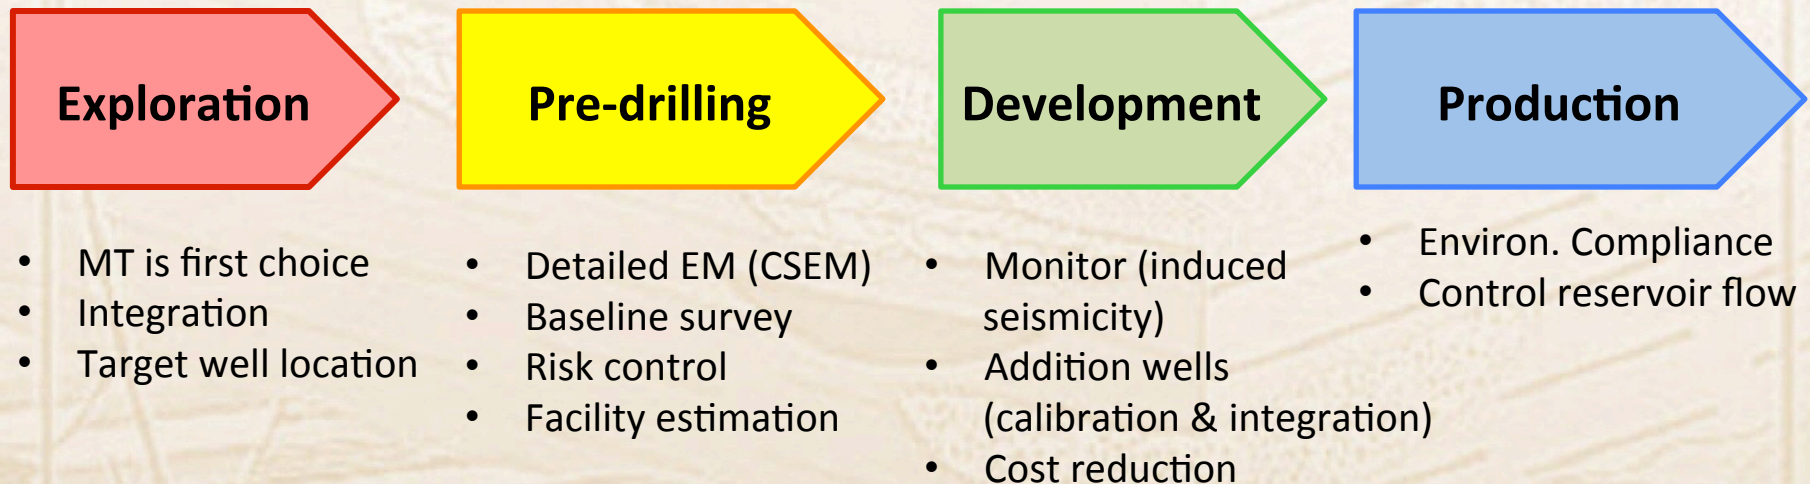 Exploration
Pre-drilling
Development
Production
• MT is first choice
• Integration
• Target well location
• Detailed EM (CSEM)
• Baseline survey
• Risk control
• Facility estimation
• Monitor (induced
seismicity)
• Addition wells
(calibration & integration)
• Cost reduction
• Environ. Compliance
• Control reservoir flow